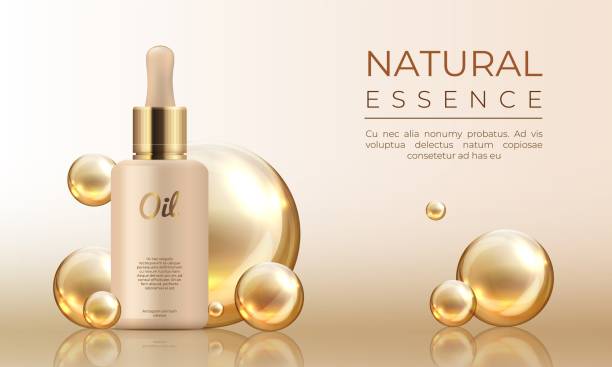 NATURAL
ESSENCE
Cu nec alia nonumy probatus. Ad vis
voluptua delectus natum copiosae
consetetur ad has eu
Oil